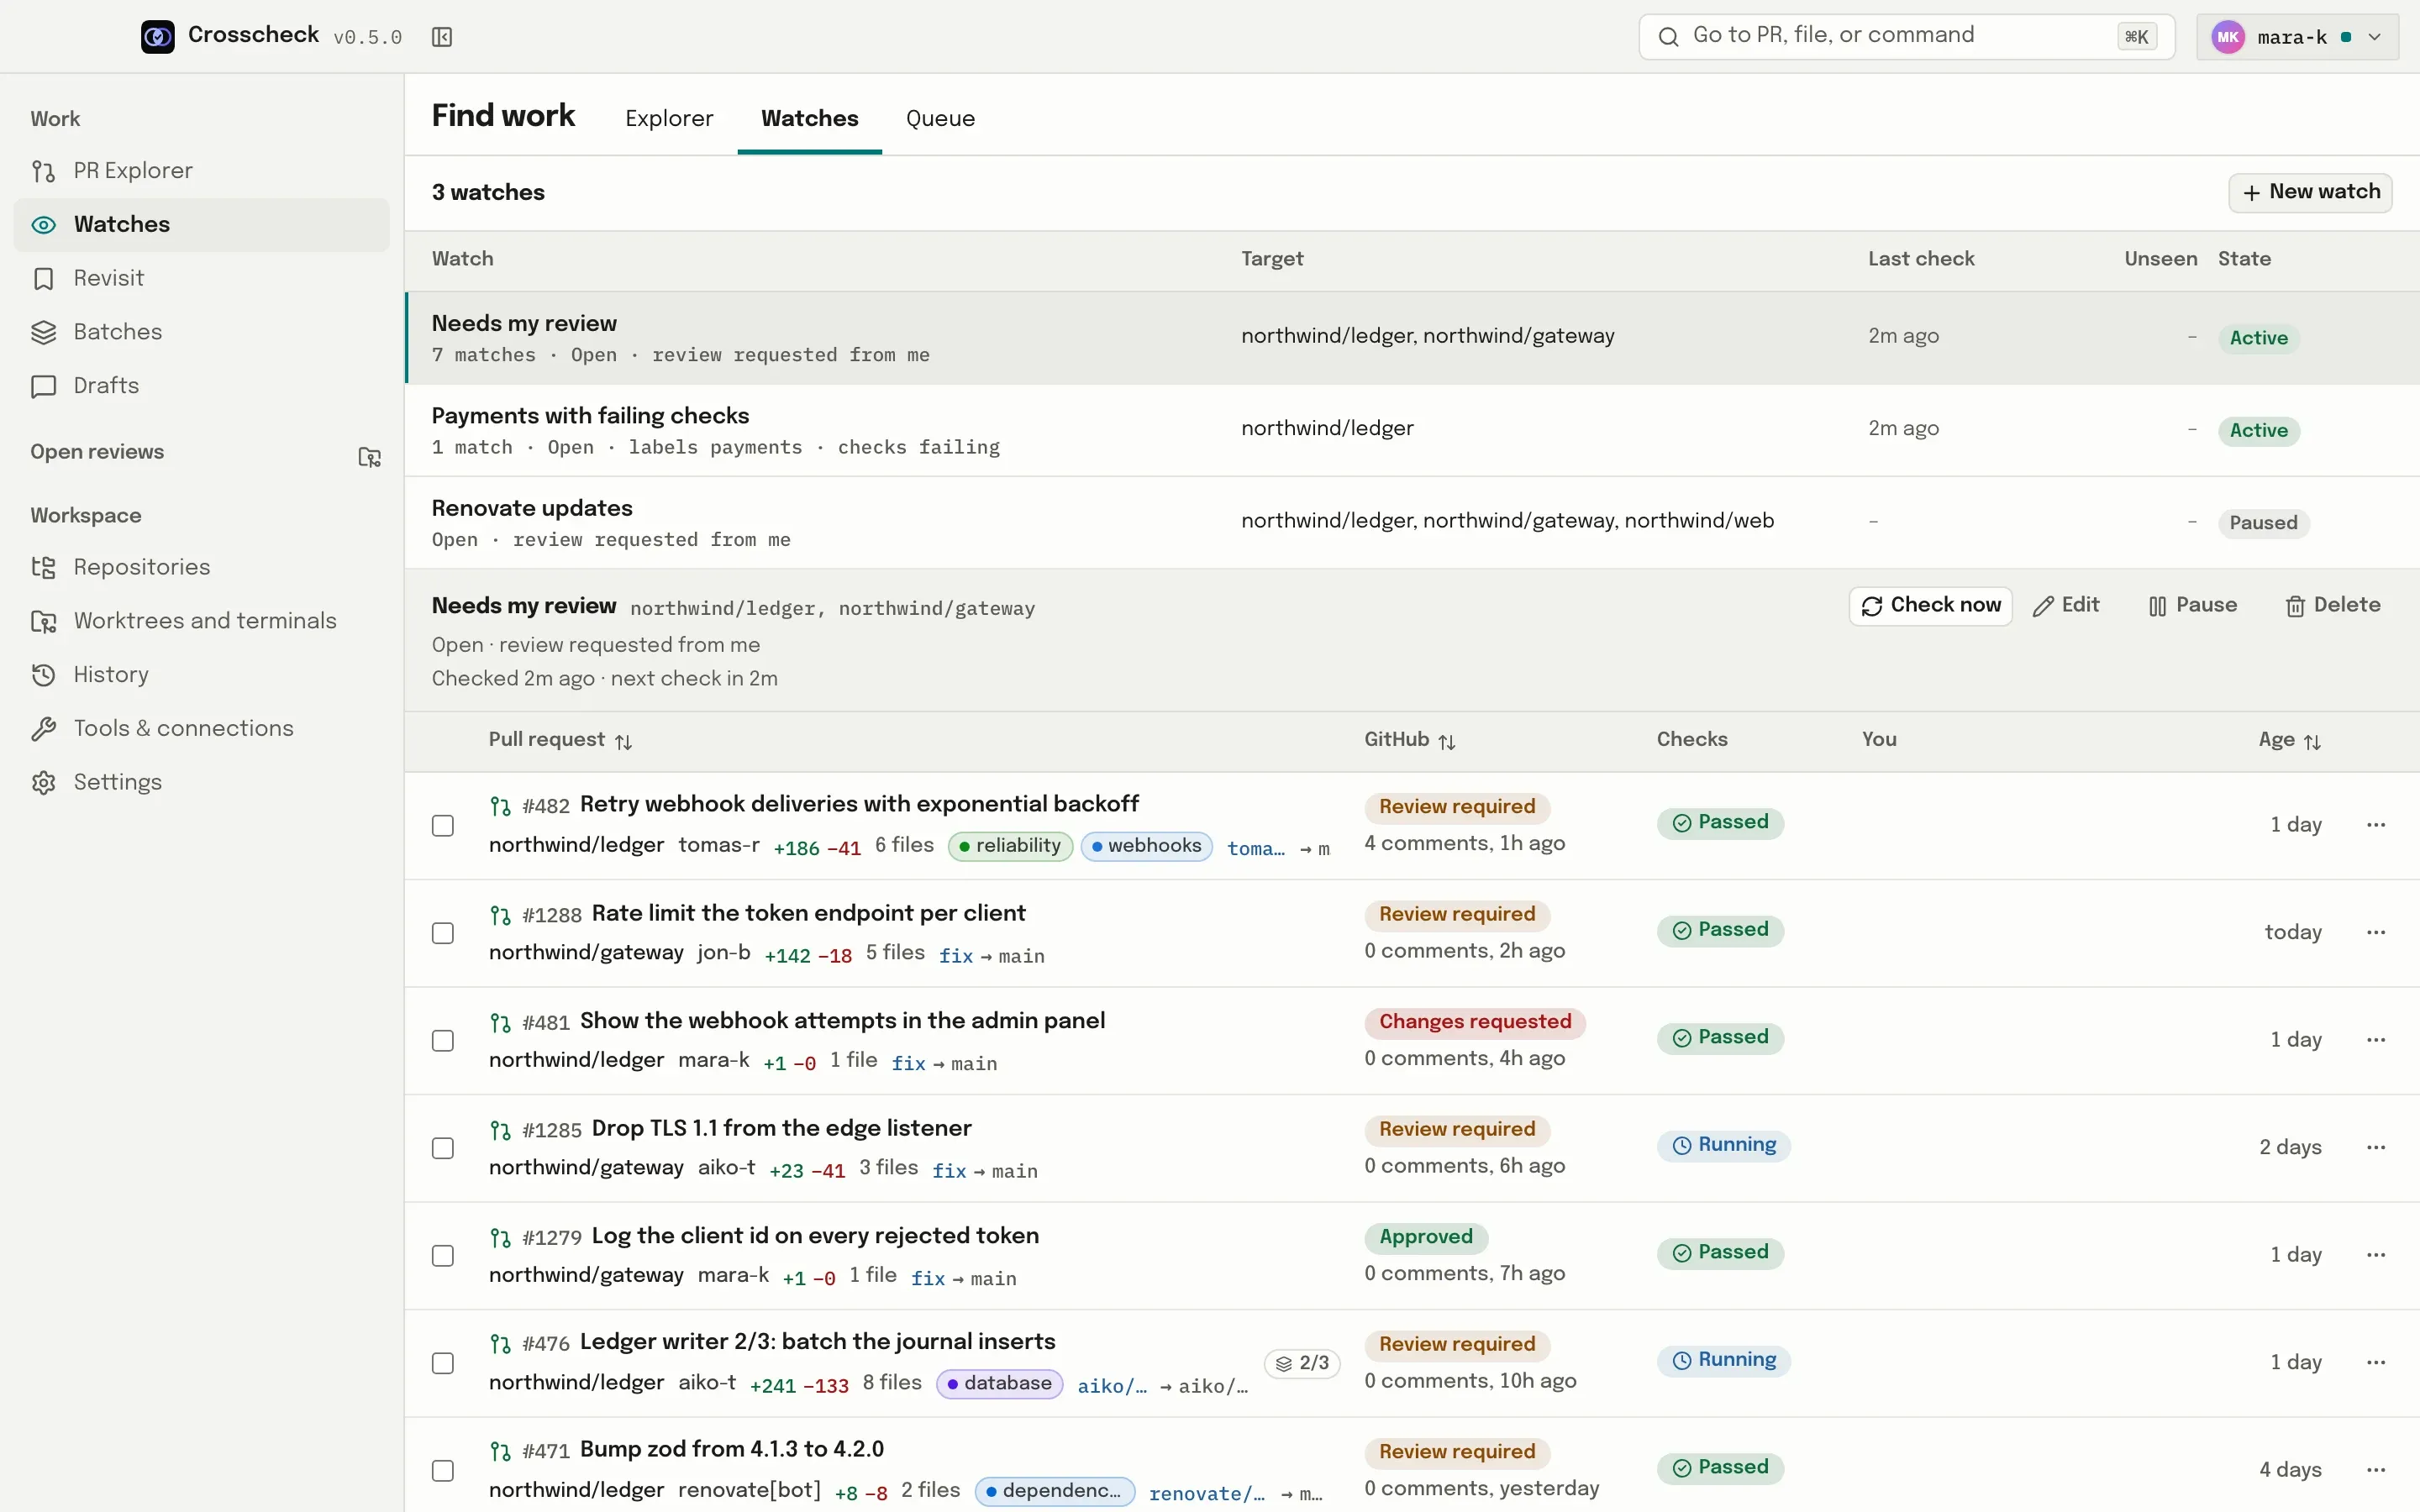 Crosscheck v0.5.0
Go to PR, file, or command ⌘K
MK mara-k
Work
PR Explorer
Watches
Revisit
Batches
Drafts
Open reviews
Workspace
Repositories
Worktrees and terminals
History
Tools & connections
Settings
Find work Explorer Watches Queue
3 watches + New watch
Watch Target Last check Unseen State
Needs my review
7 matches · Open · review requested from me
northwind/ledger, northwind/gateway 2m ago – Active
Payments with failing checks
1 match · Open · labels payments · checks failing
northwind/ledger 2m ago – Active
Renovate updates
Open · review requested from me
northwind/ledger, northwind/gateway, northwind/web – – Paused
Needs my review northwind/ledger, northwind/gateway
Check now Edit Pause Delete
Open · review requested from me
Checked 2m ago · next check in 2m
Pull request GitHub Checks You Age
#482 Retry webhook deliveries with exponential backoff
northwind/ledger tomas-r +186 −41 6 files reliability webhooks toma… → m
Review required
4 comments, 1h ago
Passed
1 day
#1288 Rate limit the token endpoint per client
northwind/gateway jon-b +142 −18 5 files fix → main
Review required
0 comments, 2h ago
Passed
today
#481 Show the webhook attempts in the admin panel
northwind/ledger mara-k +1 −0 1 file fix → main
Changes requested
0 comments, 4h ago
Passed
1 day
#1285 Drop TLS 1.1 from the edge listener
northwind/gateway aiko-t +23 −41 3 files fix → main
Review required
0 comments, 6h ago
Running
2 days
#1279 Log the client id on every rejected token
northwind/gateway mara-k +1 −0 1 file fix → main
Approved
0 comments, 7h ago
Passed
1 day
#476 Ledger writer 2/3: batch the journal inserts
northwind/ledger aiko-t +241 −133 8 files database aiko/… → aiko/…
2/3
Review required
0 comments, 10h ago
Running
1 day
#471 Bump zod from 4.1.3 to 4.2.0
northwind/ledger renovate[bot] +8 −8 2 files dependenc… renovate/… → m…
Review required
0 comments, yesterday
Passed
4 days